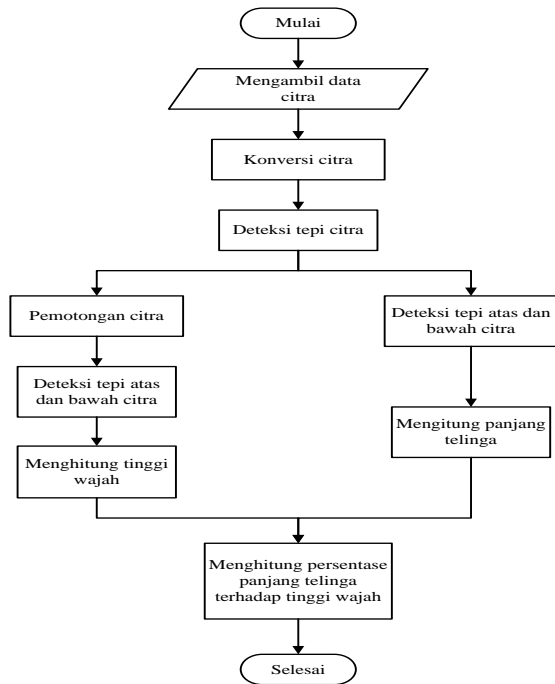 Mulai
Mengambil data
citra
Konversi citra
Deteksi tepi citra
Pemotongan citra
Deteksi tepi atas
dan bawah citra
Menghitung tinggi
wajah
Deteksi tepi atas dan
bawah citra
Mengitung panjang
telinga
Menghitung persentase
panjang telinga
terhadap tinggi wajah
Selesai